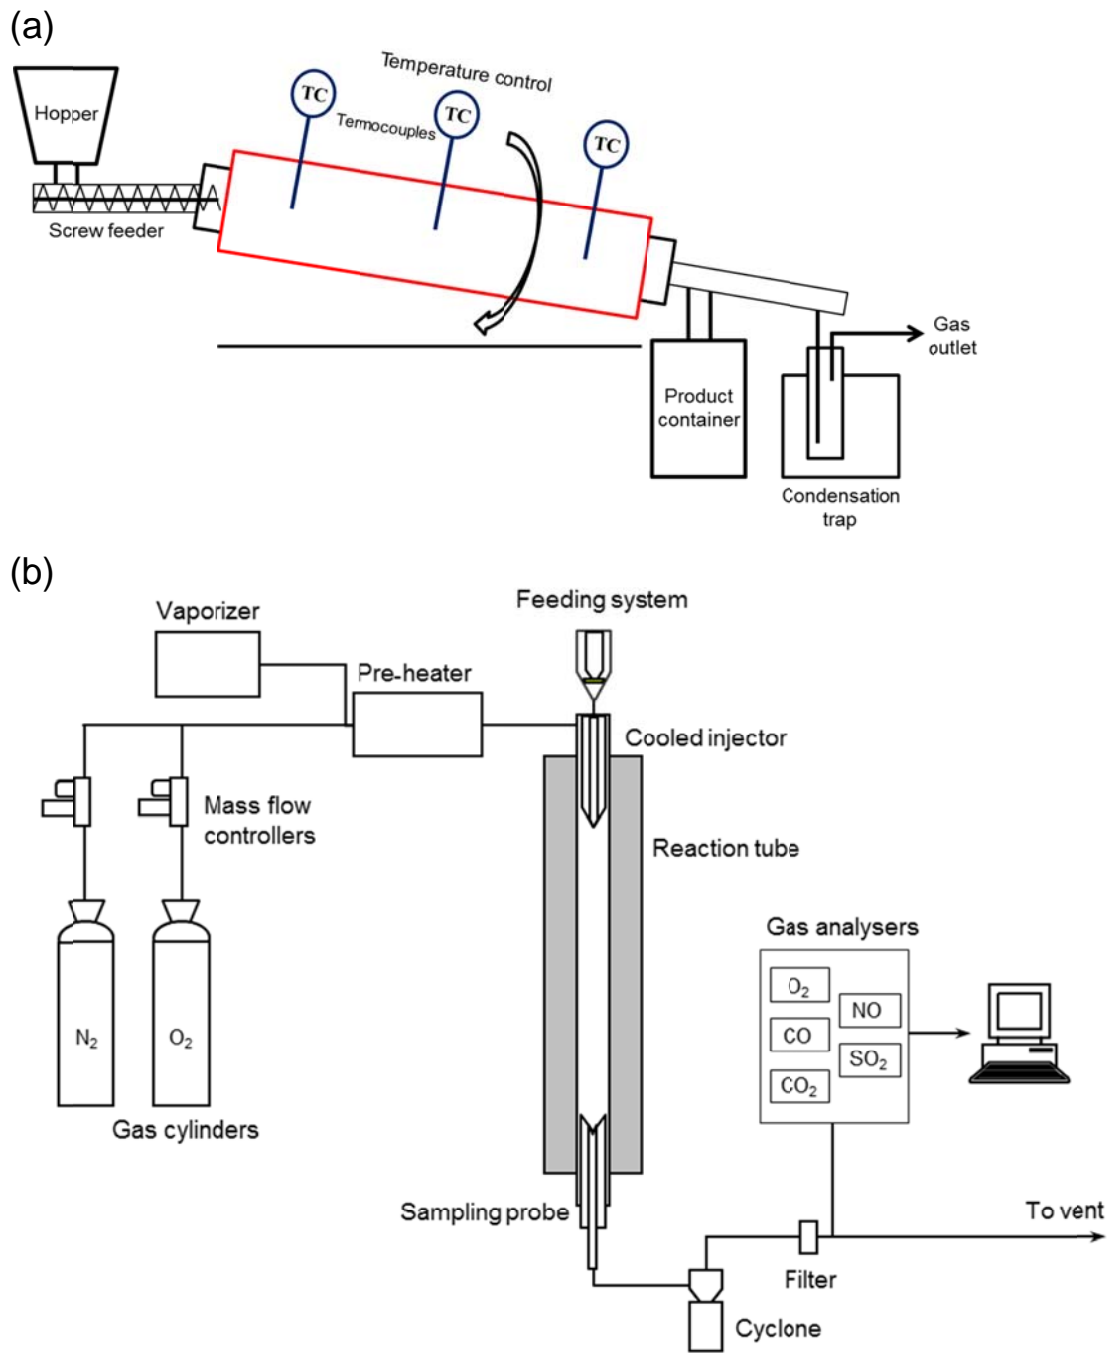 (a)
Temperature control
Hopper
TC
Termocouples
TC
TC
Screw feeder
Gas
outlet
Product
container
Condensation
trap
(b)
Feeding system
Vaporizer
Pre-heater
Cooled injector
Mass flow
controllers
Reaction tube
Gas analysers
O2
NO
CO
SO2
CO2
N2
O2
Gas cylinders
Sampling probe
To vent
Filter
Cyclone